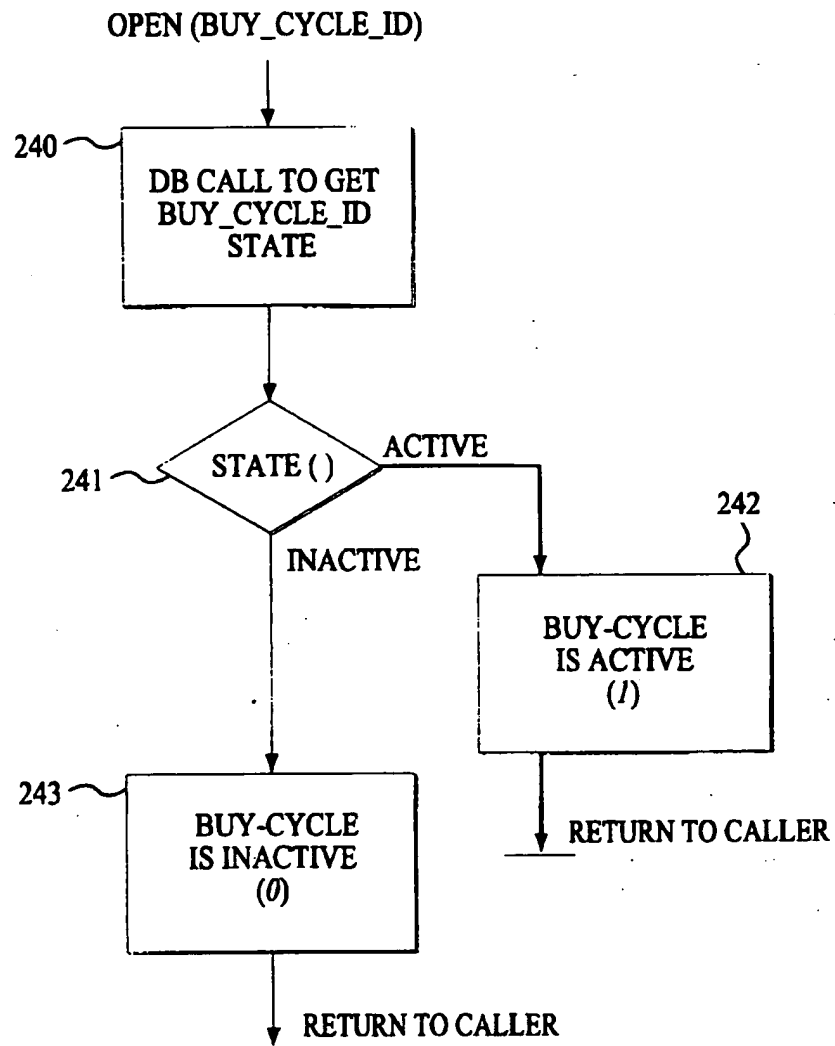 OPEN (BUY_CYCLE_ID)
240
DB CALL TO GET
BUY_CYCLE_ID
STATE
241
STATE ( )
ACTIVE
INACTIVE
242
BUY-CYCLE
IS ACTIVE
(1)
RETURN TO CALLER
243
BUY-CYCLE
IS INACTIVE
(0)
RETURN TO CALLER